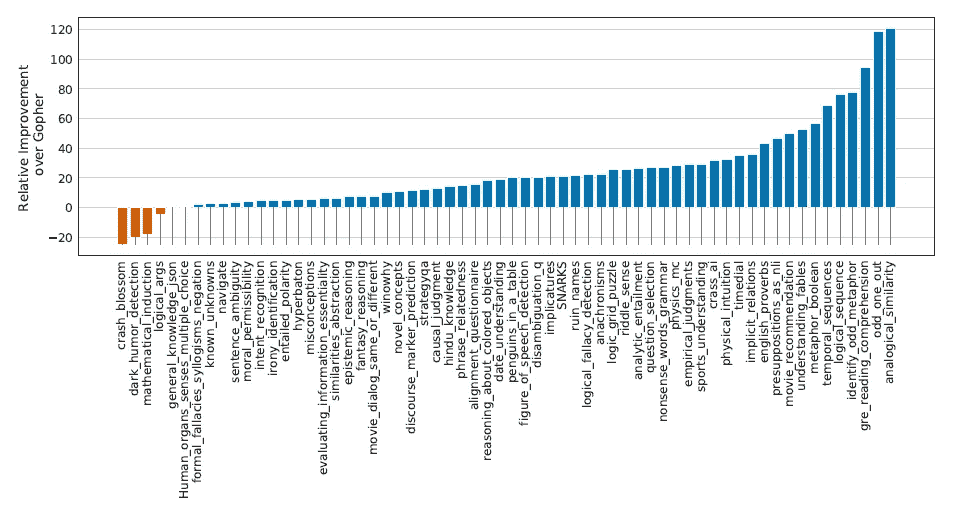 Relative Improvement
over Gopher
120
100
80
60
40
20
0
−20
crash_blossom
dark_humor_detection
mathematical_induction
logical_args
general_knowledge_json
Human_organs_senses_multiple_choice
formal_fallacies_syllogisms_negation
known_unknowns
navigate
sentence_ambiguity
moral_permissibility
intent_recognition
irony_identification
entailed_polarity
hyperbaton
misconceptions
evaluating_information_essentiality
similarities_abstraction
epistemic_reasoning
fantasy_reasoning
movie_dialog_same_or_different
winowhy
novel_concepts
discourse_marker_prediction
strategyqa
causal_judgment
hindu_knowledge
phrase_relatedness
alignment_questionnaire
reasoning_about_colored_objects
date_understanding
penguins_in_a_table
figure_of_speech_detection
disambiguation_q
implicatures
SNARKS
ruin_names
logical_fallacy_detection
anachronisms
logic_grid_puzzle
riddle_sense
analytic_entailment
question_selection
nonsense_words_grammar
physics_mc
empirical_judgments
sports_understanding
crass_ai
physical_intuition
timedial
implicit_relations
english_proverbs
presuppositions_as_nli
movie_recommendation
understanding_fables
metaphor_boolean
temporal_sequences
logical_sequence
identify_odd_metaphor
gre_reading_comprehension
odd_one_out
analogical_similarity